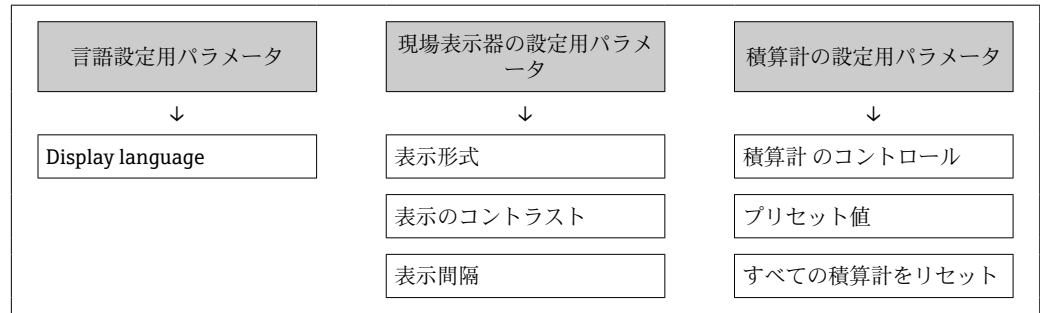 言語設定用パラメータ
↓
Display language
現場表示器の設定用パラメ
ータ
↓
表示形式
表示のコントラスト
表示間隔
積算計の設定用パラメータ
↓
積算計 のコントロール
プリセット値
すべての積算計をリセット